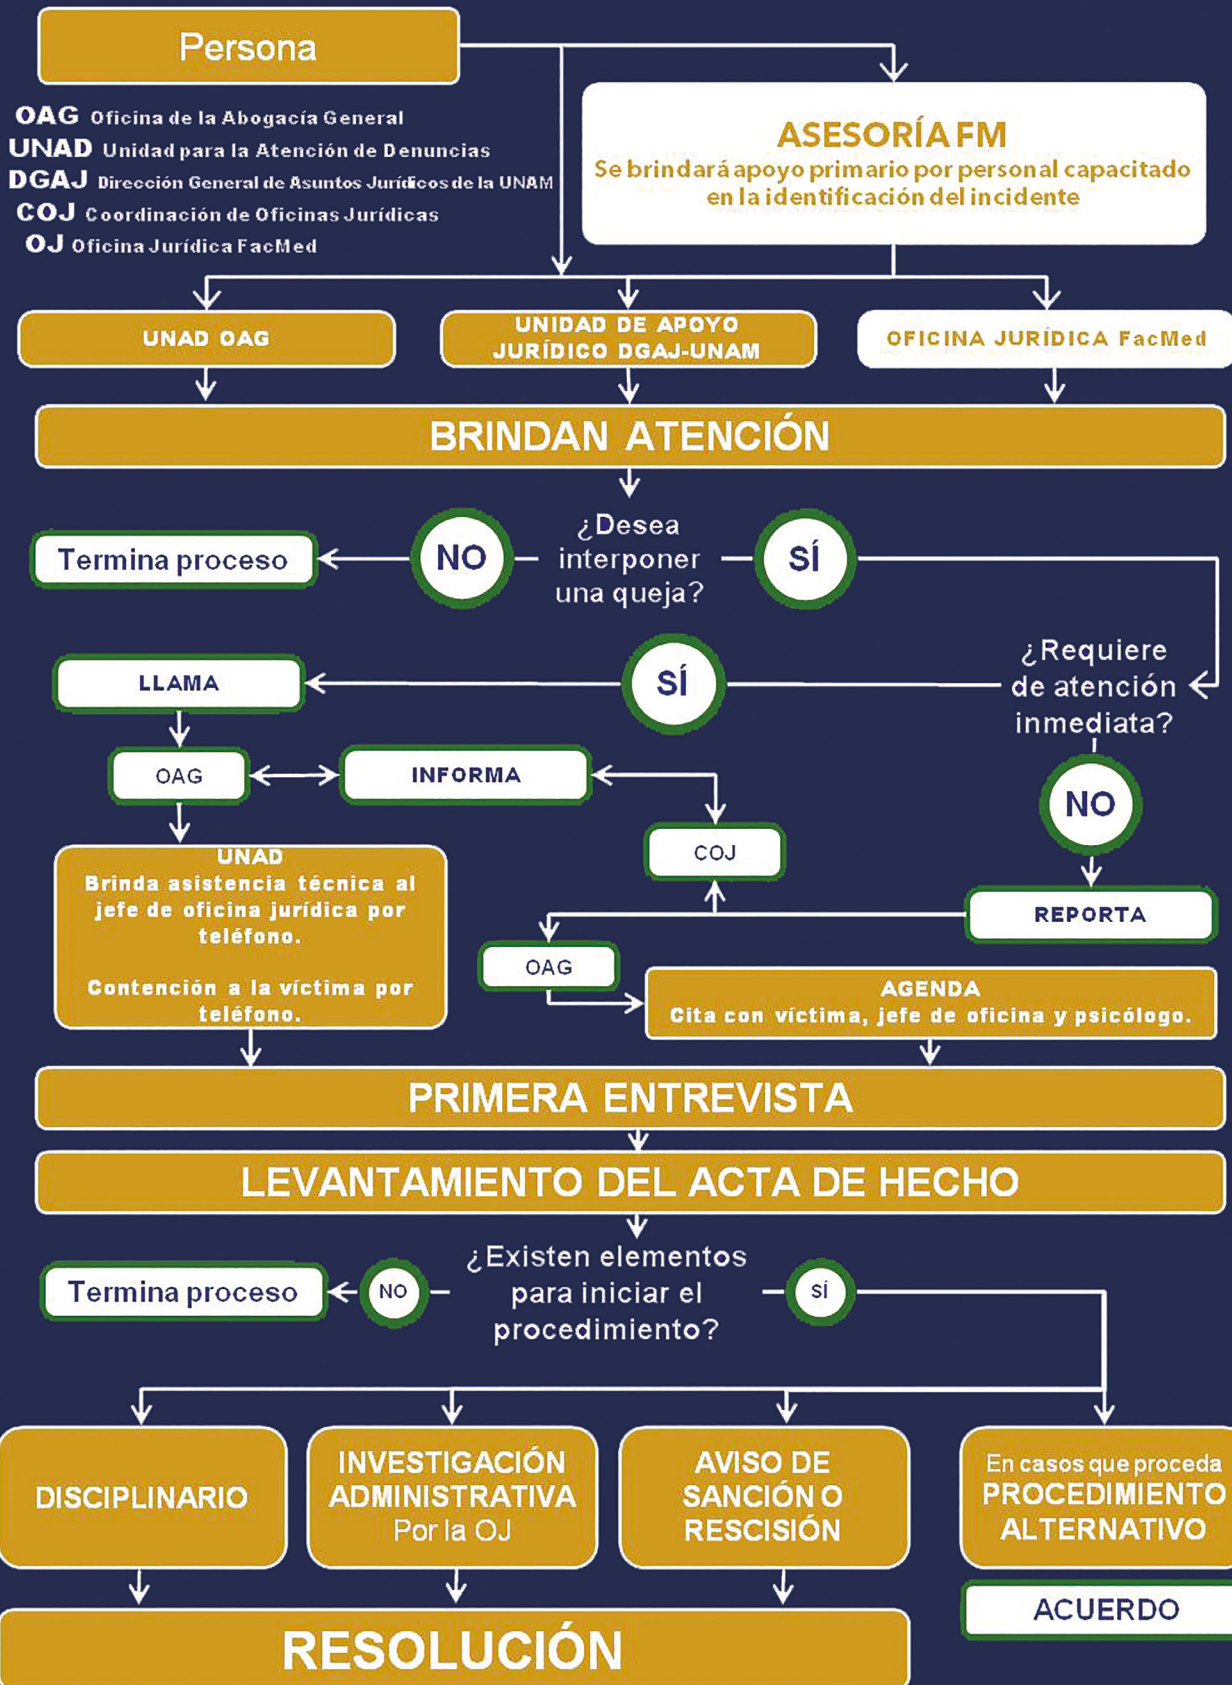 Persona
OAG Oficina de la Abogacía General
UNAD Unidad para la Atención de Denuncias
DGAJ Dirección General de Asuntos Jurídicos de la UNAM
COJ Coordinación de Oficinas Jurídicas
OJ Oficina Jurídica FacMed
ASESORÍA FM
Se brindará apoyo primario por personal capacitado
en la identificación del incidente
UNAD OAG
UNIDAD DE APOYO
JURÍDICO DGAJ-UNAM
OFICINA JURÍDICA FacMed
BRINDAN ATENCIÓN
Termina proceso
NO
¿Desea
interponer
una queja?
SÍ
LLAMA
SÍ
¿Requiere
de atención
inmediata?
OAG
INFORMA
NO
COJ
UNAD
Brinda asistencia técnica al
jefe de oficina jurídica por
teléfono.
Contención a la víctima por
teléfono.
REPORTA
OAG
AGENDA
Cita con víctima, jefe de oficina y psicólogo.
PRIMERA ENTREVISTA
LEVANTAMIENTO DEL ACTA DE HECHO
Termina proceso
NO
¿Existen elementos
para iniciar el
procedimiento?
SÍ
DISCIPLINARIO
INVESTIGACIÓN
ADMINISTRATIVA
Por la OJ
AVISO DE
SANCIÓN O
RESCISIÓN
En casos que proceda
PROCEDIMIENTO
ALTERNATIVO
ACUERDO
RESOLUCIÓN